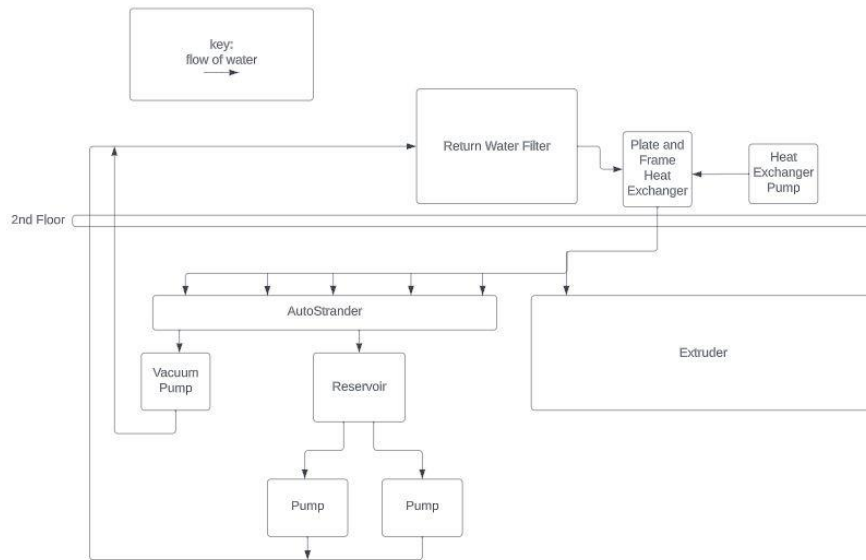 key:
flow of water
Return Water Filter
Plate and
Frame
Heat
Exchanger
Heat
Exchanger
Pump
2nd Floor
AutoStrander
Extruder
Vacuum
Pump
Reservoir
Pump
Pump